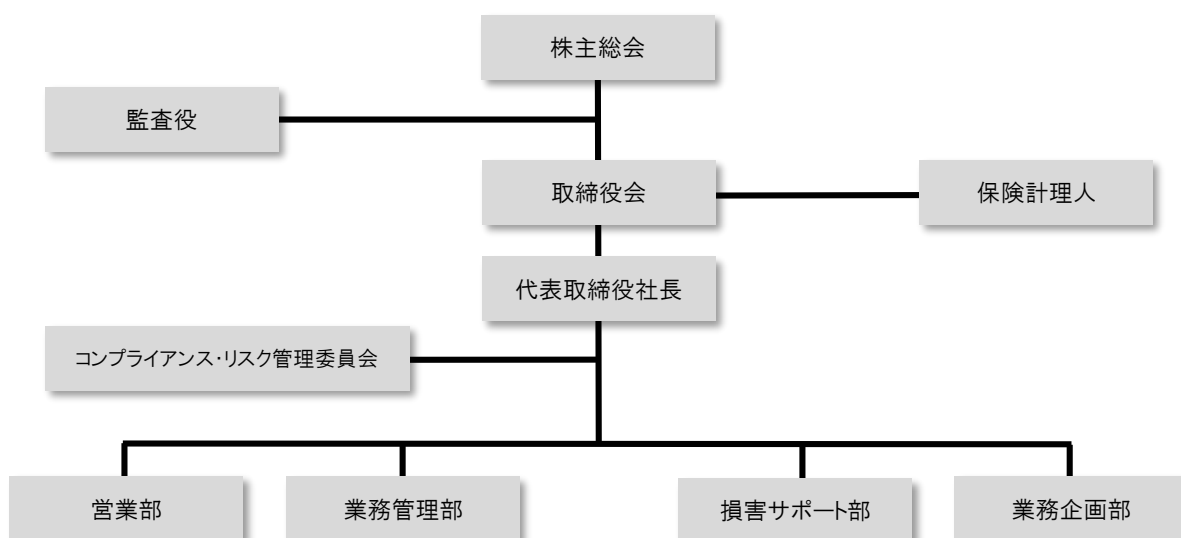 株主総会
監査役
取締役会
保険計理人
代表取締役社長
コンプライアンス・リスク管理委員会
営業部
業務管理部
損害サポート部
業務企画部